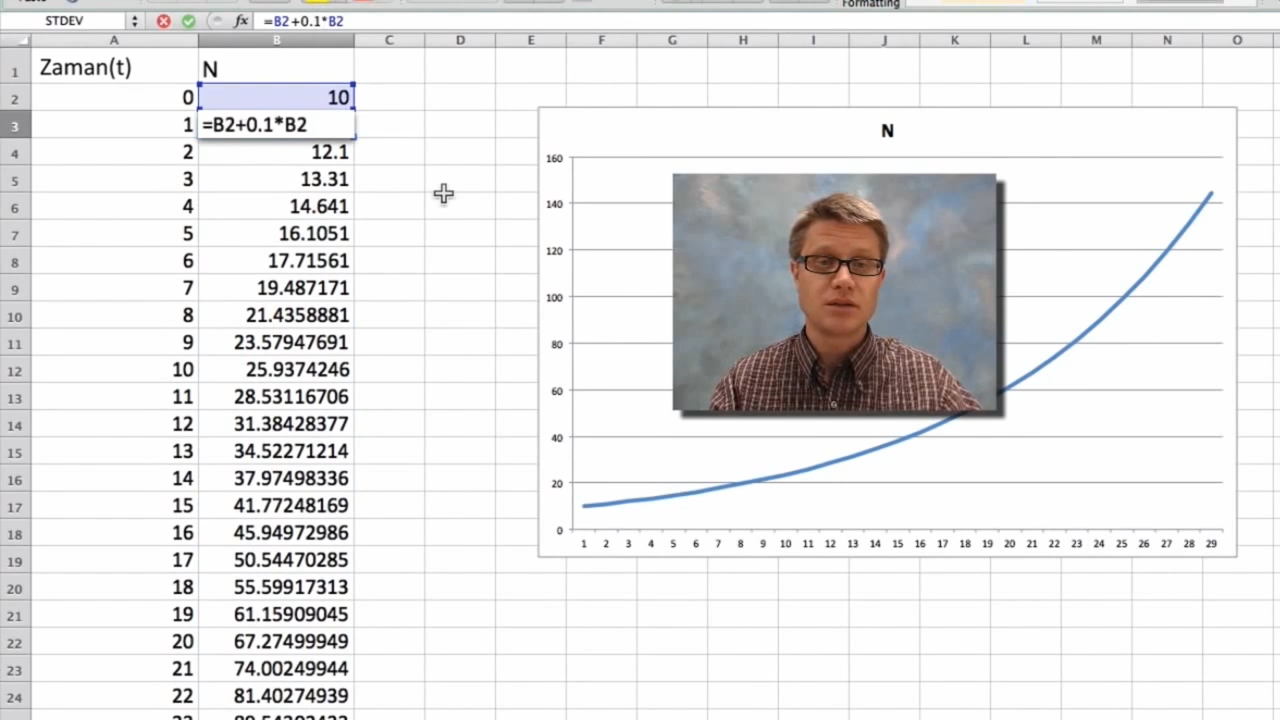 Formatting
STDEV fx =B2+0.1*B2
A B C D E F G H I J K L M N O
1 Zaman(t) N
2 0 10
3 1 =B2+0.1*B2
4 2 12.1
5 3 13.31
6 4 14.641
7 5 16.1051
8 6 17.71561
9 7 19.487171
10 8 21.4358881
11 9 23.57947691
12 10 25.9374246
13 11 28.53116706
14 12 31.38428377
15 13 34.52271214
16 14 37.97498336
17 15 41.77248169
18 16 45.94972986
19 17 50.54470285
20 18 55.59917313
21 19 61.15909045
22 20 67.27499949
23 21 74.00249944
24 22 81.40274939
N
160
140
120
100
80
60
40
20
0
1 2 3 4 5 6 7 8 9 10 11 12 13 14 15 16 17 18 19 20 21 22 23 24 25 26 27 28 29